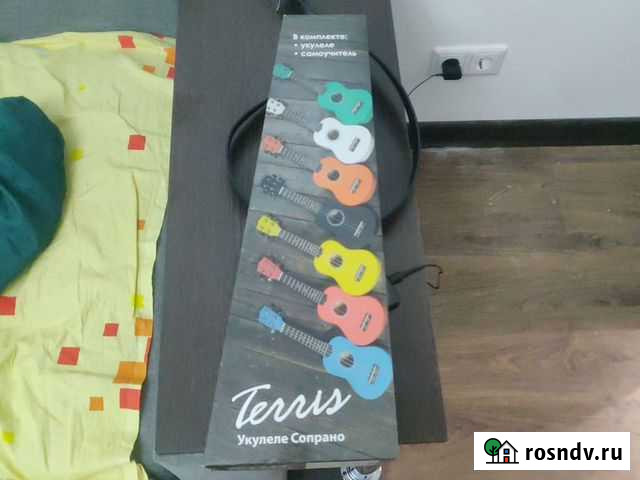 В комплекте:
• укулеле
• самоучитель
Terris
Укулеле Сопрано
rosndv.ru